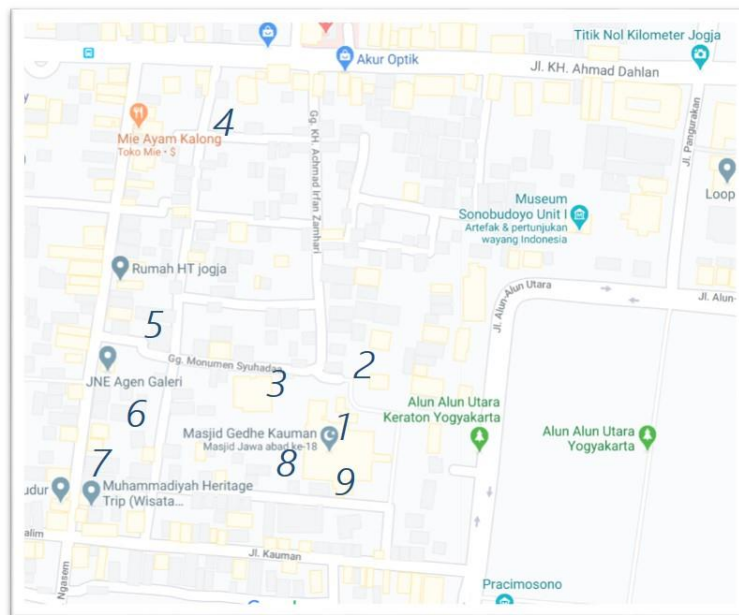 Titik Nol Kilometer Jogja
Akur Optik
Jl. KH. Ahmad Dahlan
4
Mie Ayam Kalong
Toko Mie • $
Gg. KH. Achmad Irfan Zamhari
Jl. Pangurakan
Loop
Museum
Sonobudoyo Unit I
Artefak & pertunjukan
wayang Indonesia
Rumah HT jogja
Jl. Alun-Alun Utara
Jl. Alun-
5
Gg. Monumen Syuhadaa
2
JNE Agen Galeri
3
6
Alun Alun Utara
Keraton Yogyakarta
Alun Alun Utara
Yogyakarta
1
Masjid Gedhe Kauman
Masjid Jawa abad ke-18
7
8
9
udur
Muhammadiyah Heritage
Trip (Wisata...
alim
Jl. Kauman
Ngasem
Pracimosono